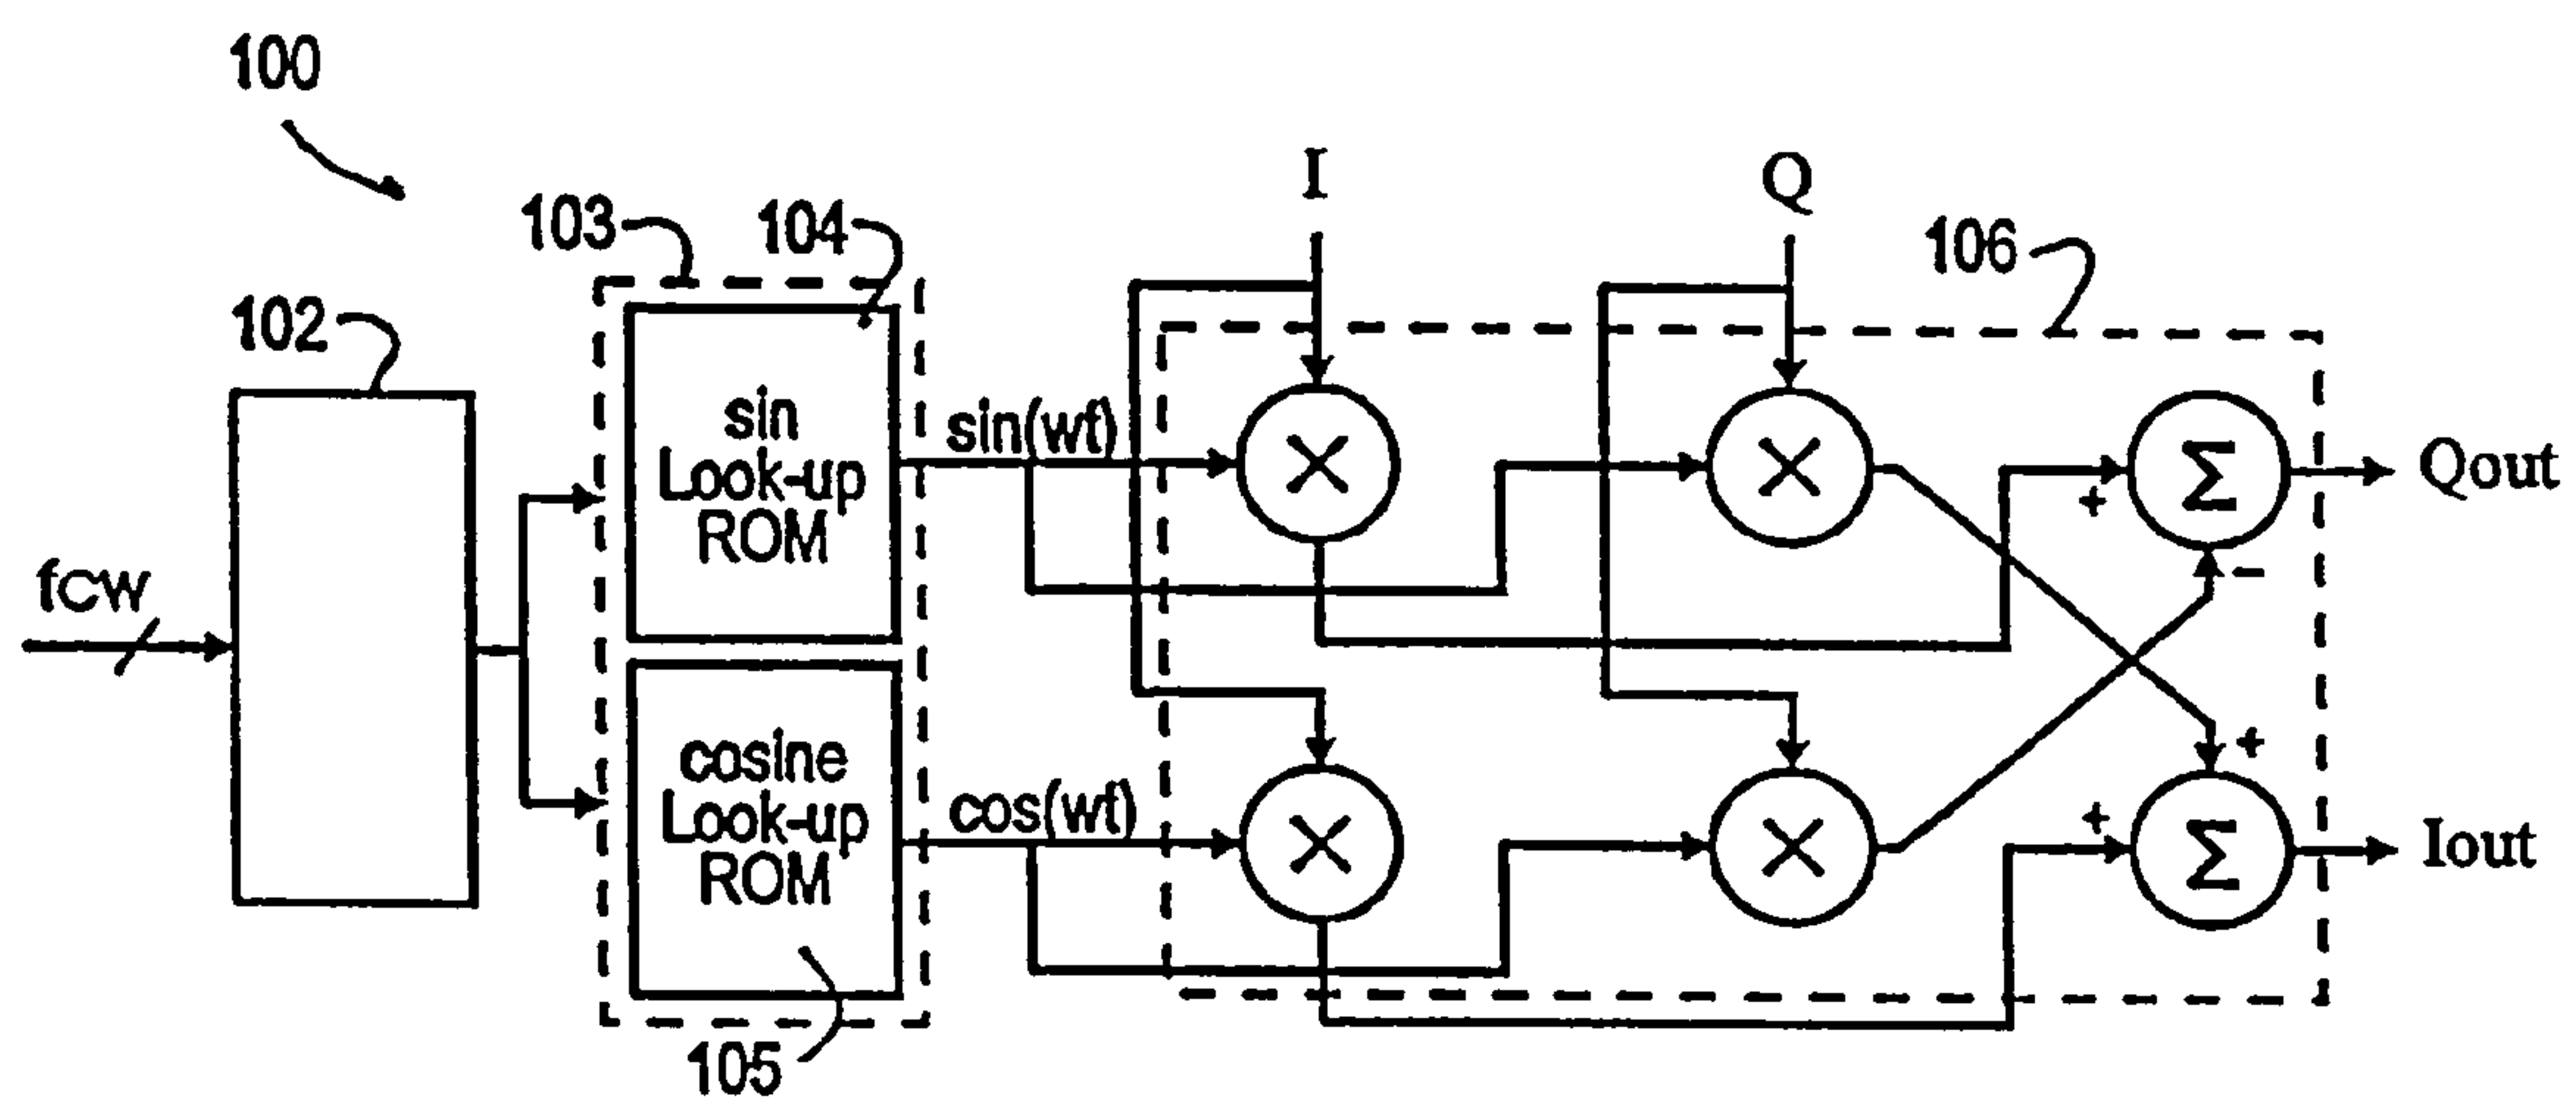 100
103
104
I
Q
106
102
sin
Look-up
ROM
sin(wt)
×
×
Σ
Qout
+
-
fCW
cosine
Look-up
ROM
cos(wt)
×
×
+
+
Σ
Iout
105